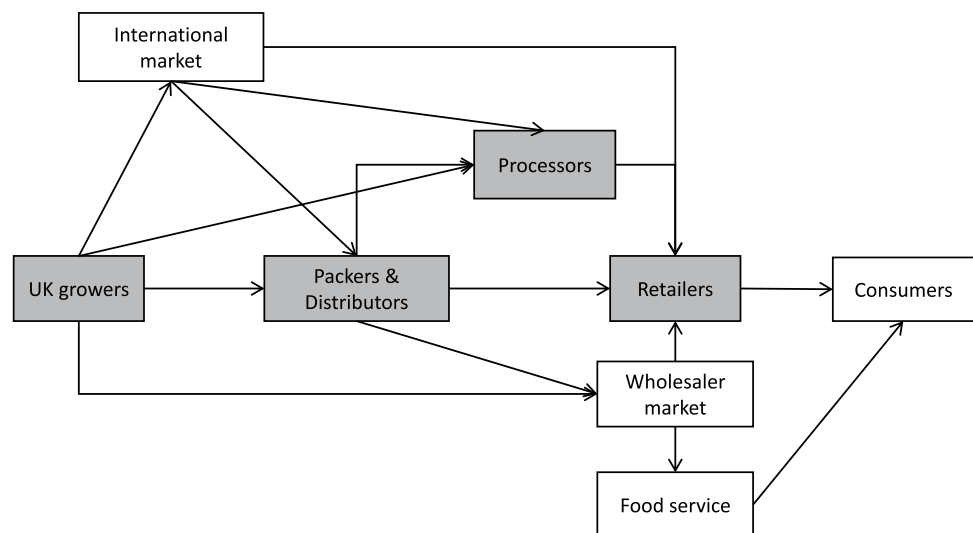 International
market
Processors
UK growers
Packers &
Distributors
Retailers
Consumers
Wholesaler
market
Food service